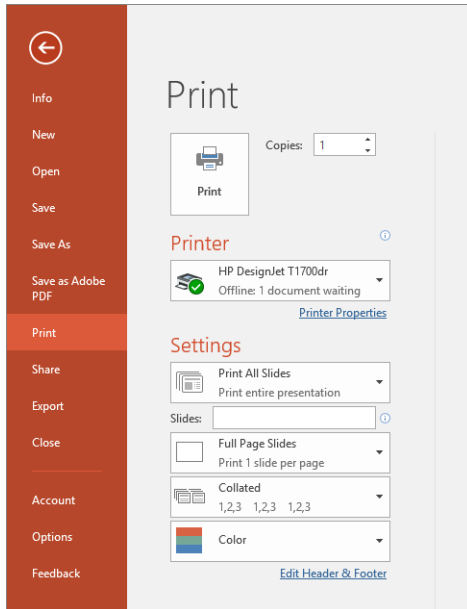 Info
New
Open
Save
Save As
Save as Adobe
PDF
Print
Share
Export
Close
Account
Options
Feedback
Print
Copies: 1
Print
Printer
HP DesignJet T1700dr
Offline: 1 document waiting
Printer Properties
Settings
Print All Slides
Print entire presentation
Slides:
Full Page Slides
Print 1 slide per page
Collated
1,2,3 1,2,3 1,2,3
Color
Edit Header & Footer